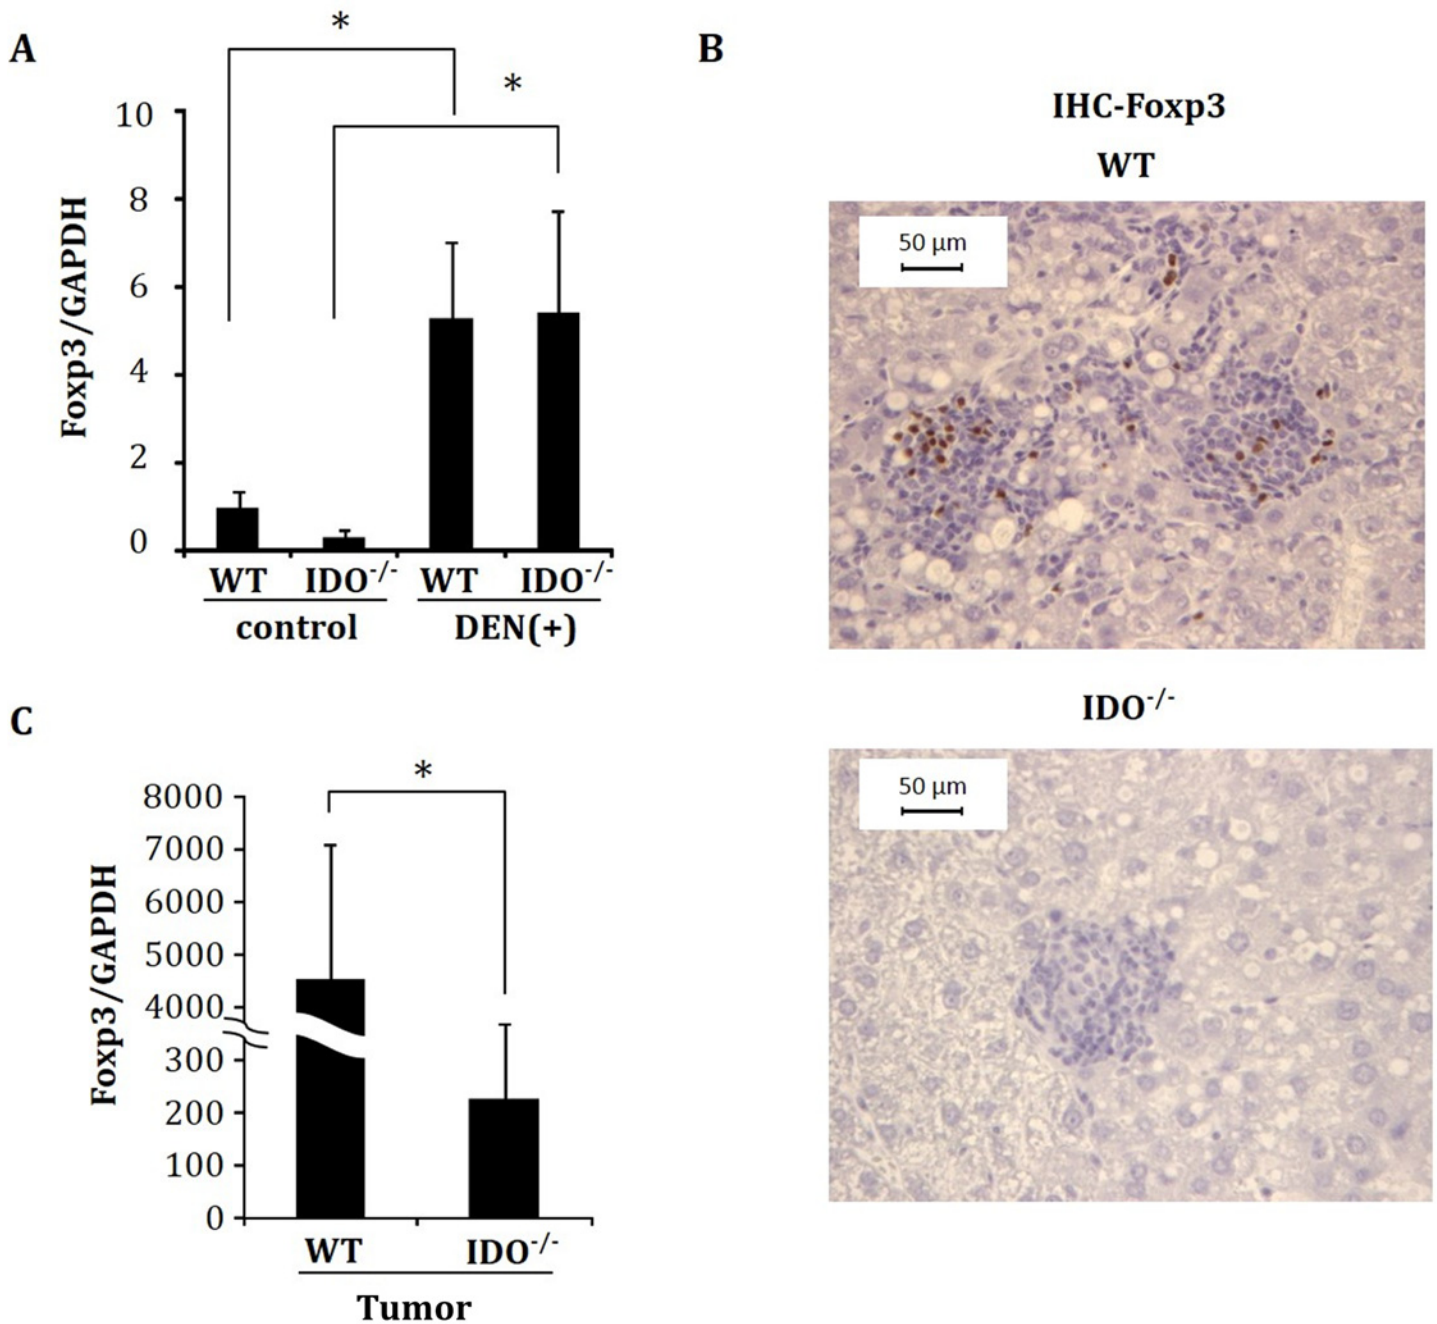 A
*
*
10
8
6
4
2
0
Foxp3/GAPDH
WT IDO-/- WT IDO-/-
control DEN(+)
B
IHC-Foxp3
WT
50 μm
IDO-/-
50 μm
C
*
8000
7000
6000
5000
4000
300
200
100
0
Foxp3/GAPDH
WT IDO-/-
Tumor